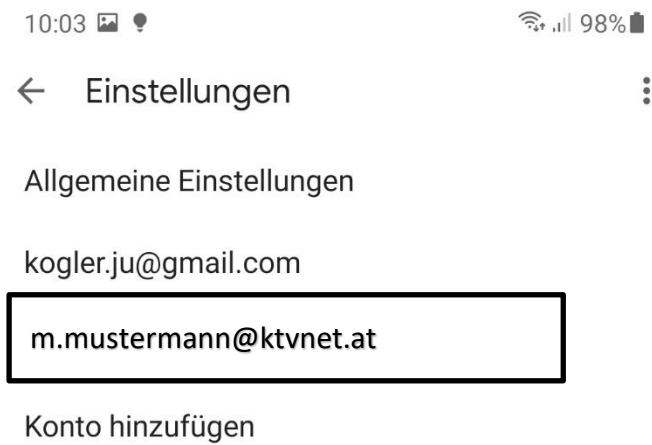 10:03 98%
Einstellungen
Allgemeine Einstellungen
kogler.ju@gmail.com
m.mustermann@ktvnet.at
Konto hinzufügen